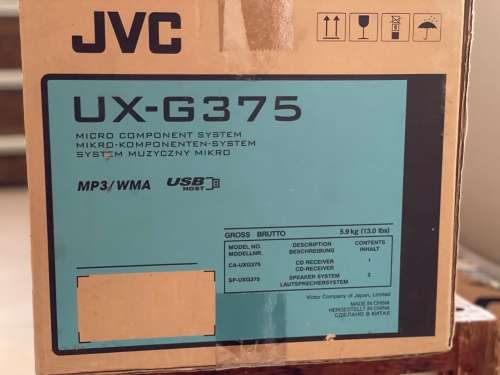 JVC
UX-G375
MICRO COMPONENT SYSTEM
MIKRO-KOMPONENTEN-SYSTEM
SYSTEM MUZYCZNY MIKRO
MP3/WMA USB HOST
GROSS BRUTTO 5.9 kg (13.0 lbs)
MODEL NO. DESCRIPTION CONTENTS
MODELLNR. BESCHREIBUNG INHALT
CA-UXG375 CD RECEIVER 1
CD-RECEIVER
SP-UXG375 SPEAKER SYSTEM 2
LAUTSPRECHERSYSTEM
Victor Company of Japan, Limited
MADE IN CHINA
HERGESTELLT IN CHINA
СДЕЛАНО В КИТАЕ